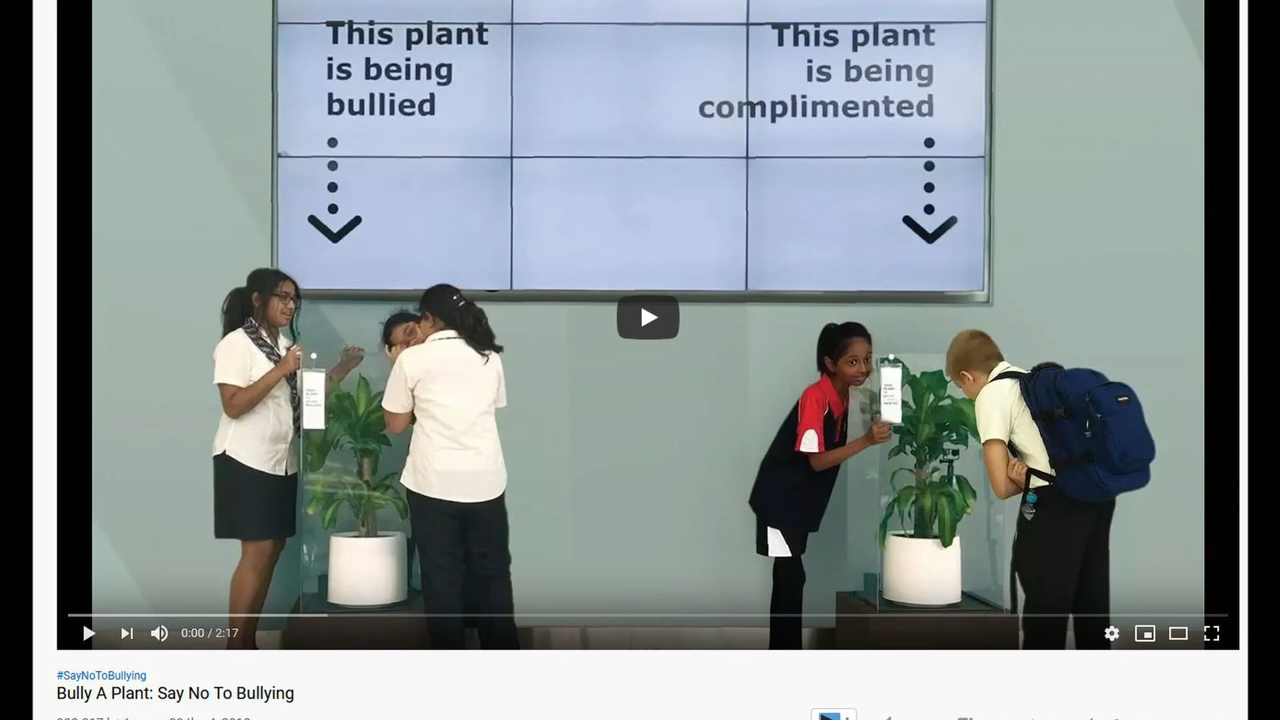 This plant
is being
bullied
This plant
is being
complimented
0:00 / 2:17
#SayNoToBullying
Bully A Plant: Say No To Bullying